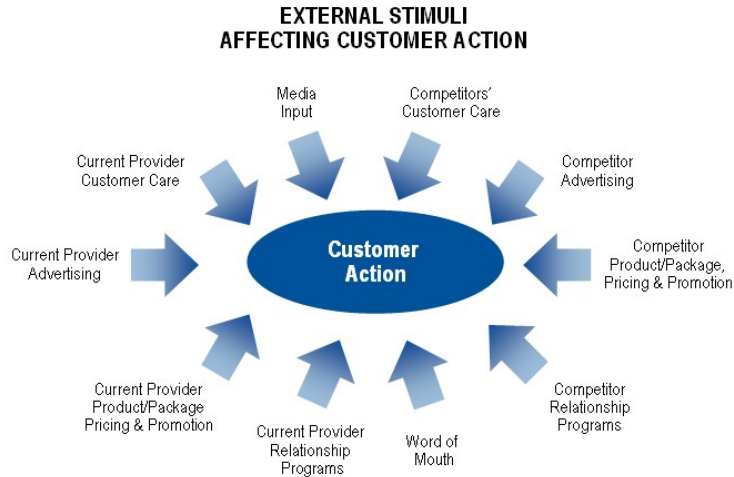 EXTERNAL STIMULI
AFFECTING CUSTOMER ACTION
Media
Input
Competitors'
Customer Care
Current Provider
Customer Care
Competitor
Advertising
Current Provider
Advertising
Customer
Action
Competitor
Product/Package,
Pricing & Promotion
Current Provider
Product/Package
Pricing & Promotion
Current Provider
Relationship
Programs
Word of
Mouth
Competitor
Relationship
Programs